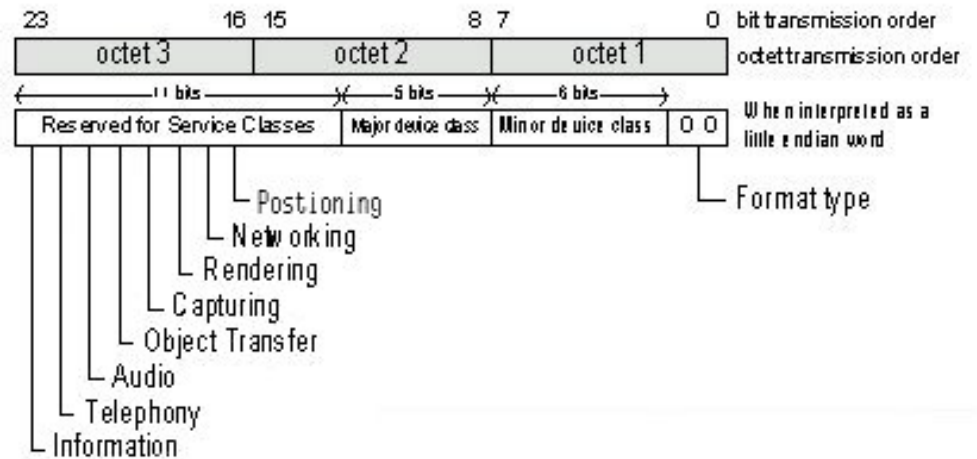 23 16 15 8 7 0 bit transmission order
octet 3 octet 2 octet 1 octet transmission order
11 bits 5 bits 6 bits
Reserved for Service Classes Major device class Minor device class 0 0 When interpreted as a
little endian word
Postioning Format type
Networking
Rendering
Capturing
Object Transfer
Audio
Telephony
Information